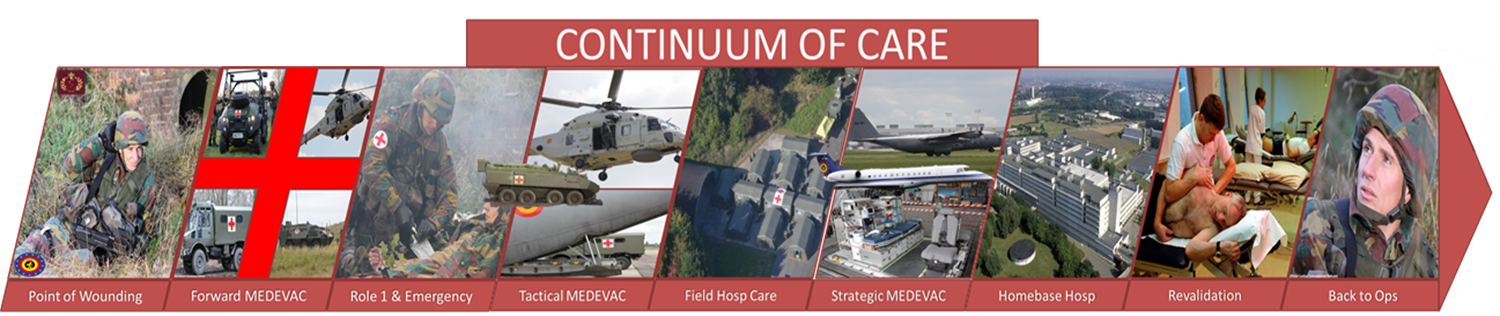 CONTINUUM OF CARE
Point of Wounding
Forward MEDEVAC
Role 1 & Emergency
Tactical MEDEVAC
Field Hosp Care
Strategic MEDEVAC
Homebase Hosp
Revalidation
Back to Ops